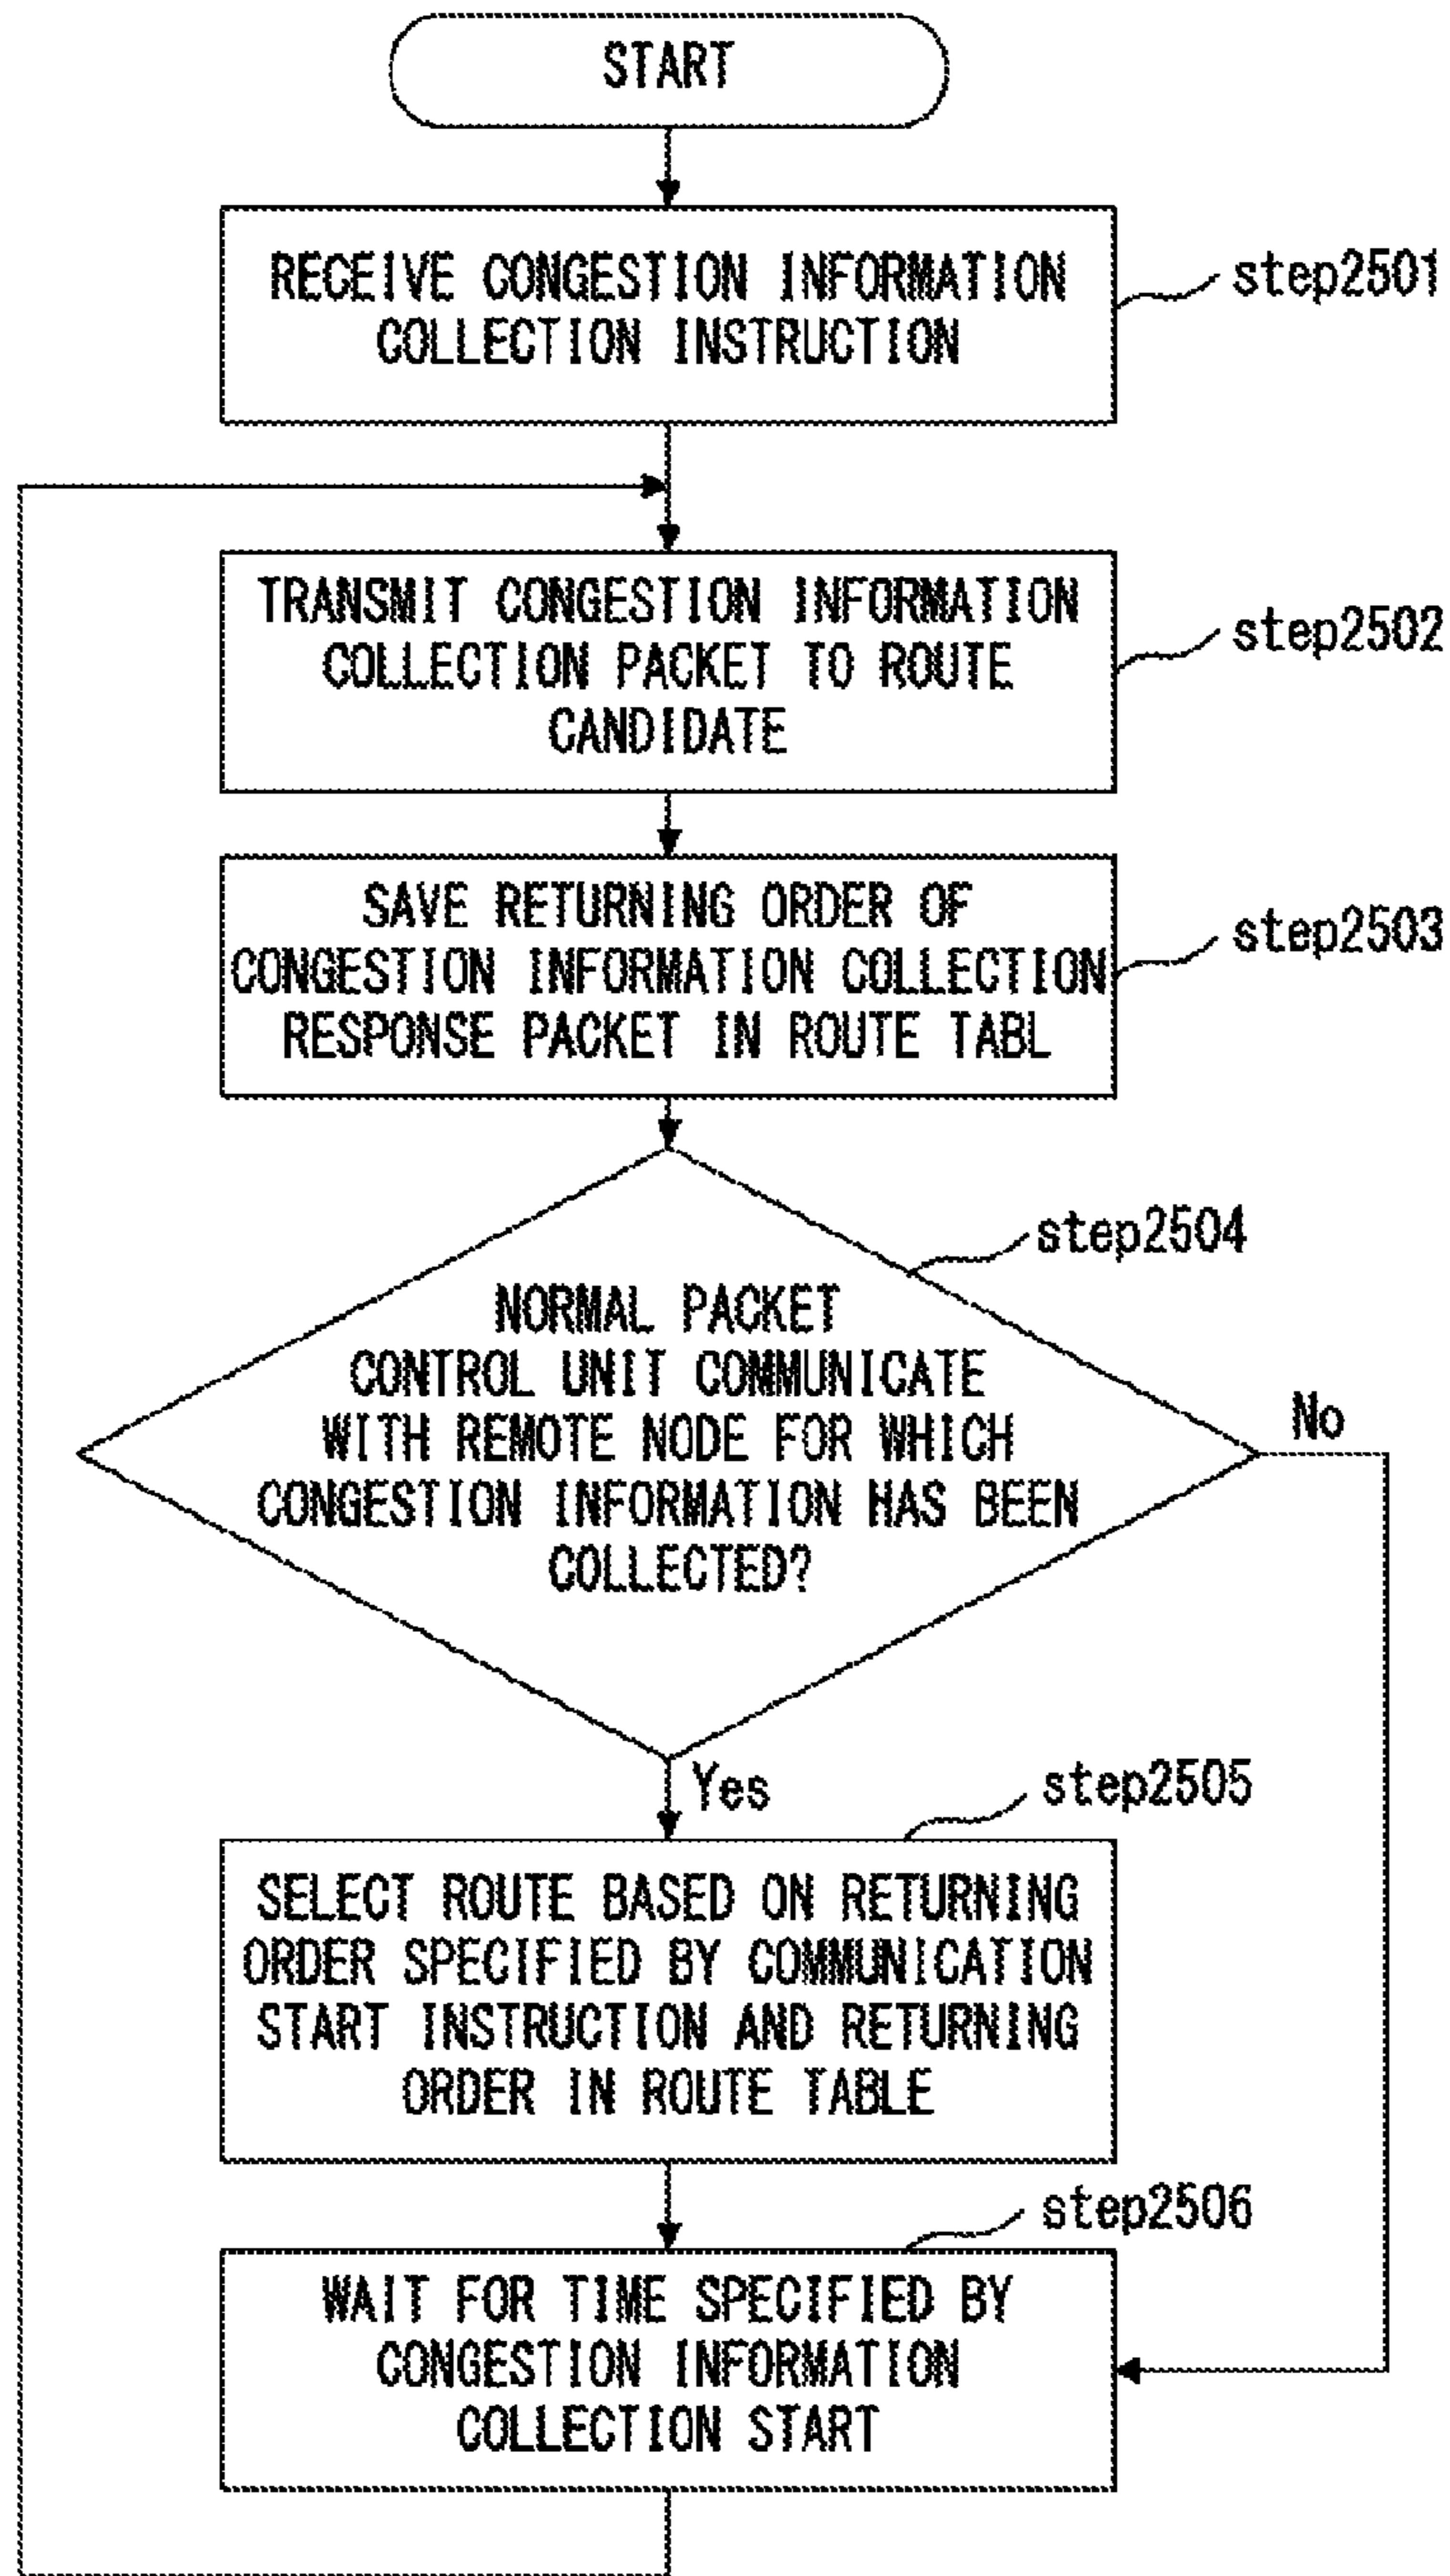 START
RECEIVE CONGESTION INFORMATION
COLLECTION INSTRUCTION
step2501
TRANSMIT CONGESTION INFORMATION
COLLECTION PACKET TO ROUTE
CANDIDATE
step2502
SAVE RETURNING ORDER OF
CONGESTION INFORMATION COLLECTION
RESPONSE PACKET IN ROUTE TABL
step2503
step2504
NORMAL PACKET
CONTROL UNIT COMMUNICATE
WITH REMOTE NODE FOR WHICH
CONGESTION INFORMATION HAS BEEN
COLLECTED?
No
Yes
step2505
SELECT ROUTE BASED ON RETURNING
ORDER SPECIFIED BY COMMUNICATION
START INSTRUCTION AND RETURNING
ORDER IN ROUTE TABLE
step2506
WAIT FOR TIME SPECIFIED BY
CONGESTION INFORMATION
COLLECTION START